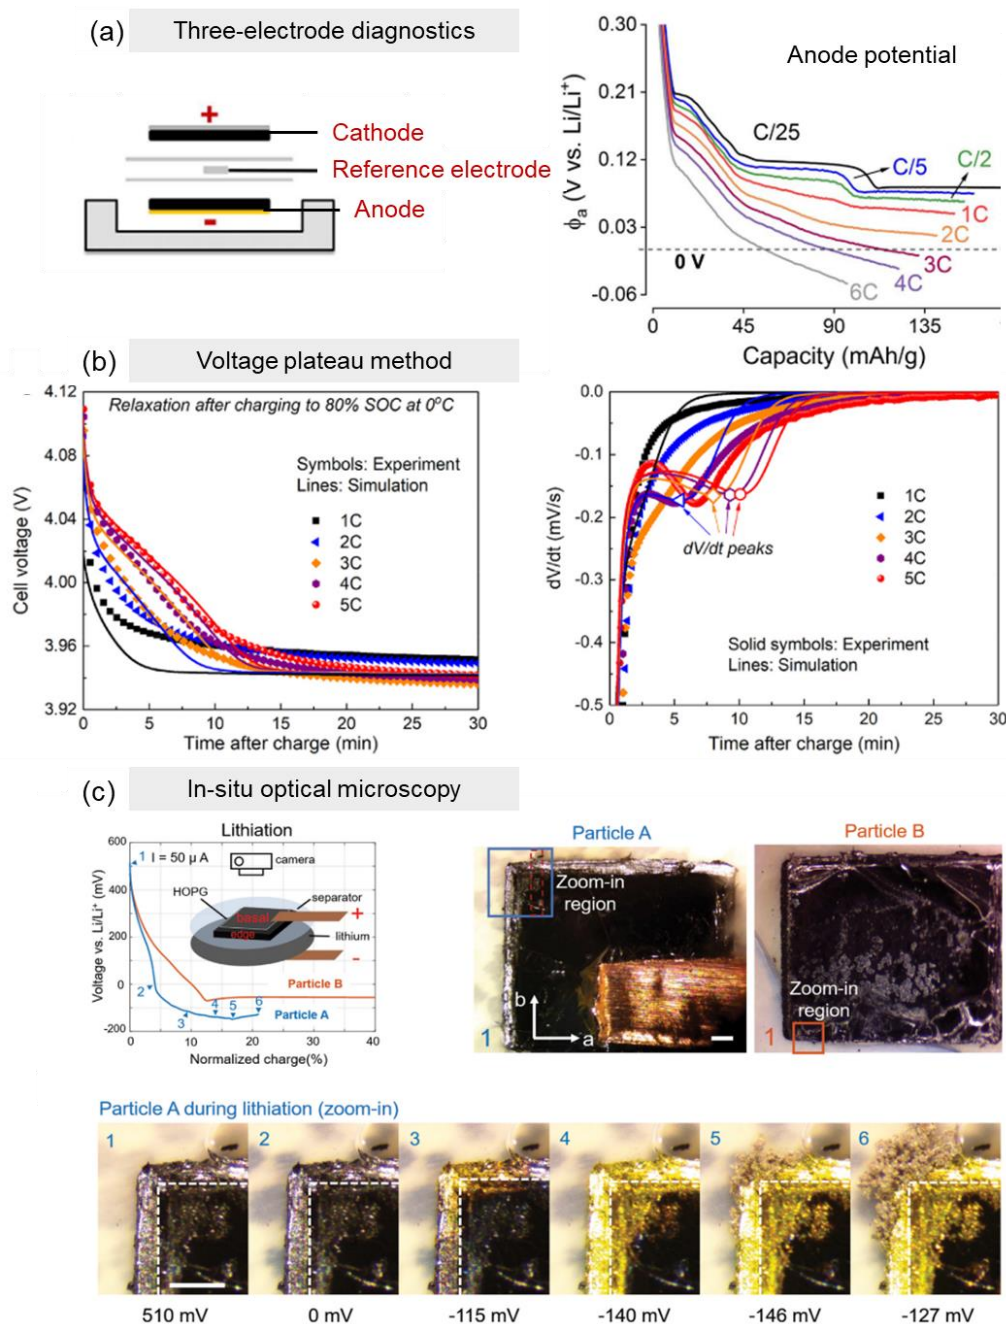 (a) Three-electrode diagnostics
+
Cathode
Reference electrode
Anode
-
Anode potential
ϕa (V vs. Li/Li⁺)
0.30
0.21
0.12
0.03
-0.06
C/25
C/5
C/2
1C
2C
3C
4C
6C
0 V
0 45 90 135
Capacity (mAh/g)
(b) Voltage plateau method
Relaxation after charging to 80% SOC at 0°C
Symbols: Experiment
Lines: Simulation
1C
2C
3C
4C
5C
Cell voltage (V)
4.12
4.08
4.04
4.00
3.96
3.92
0 5 10 15 20 25 30
Time after charge (min)
dV/dt (mV/s)
0.0
-0.1
-0.2
-0.3
-0.4
-0.5
1C
2C
3C
4C
5C
dV/dt peaks
Solid symbols: Experiment
Lines: Simulation
0 5 10 15 20 25 30
Time after charge (min)
(c) In-situ optical microscopy
Lithiation
Voltage vs. Li/Li⁺ (mV)
600
400
200
0
-200
1 I = 50 μ A
camera
HOPG
separator
basal
edge
+
lithium
-
Particle B
Particle A
2
3
4
5
6
0 10 20 30 40
Normalized charge(%)
Particle A
Zoom-in
region
b
a
1
Particle B
Zoom-in
region
1
Particle A during lithiation (zoom-in)
1 2 3 4 5 6
510 mV 0 mV -115 mV -140 mV -146 mV -127 mV